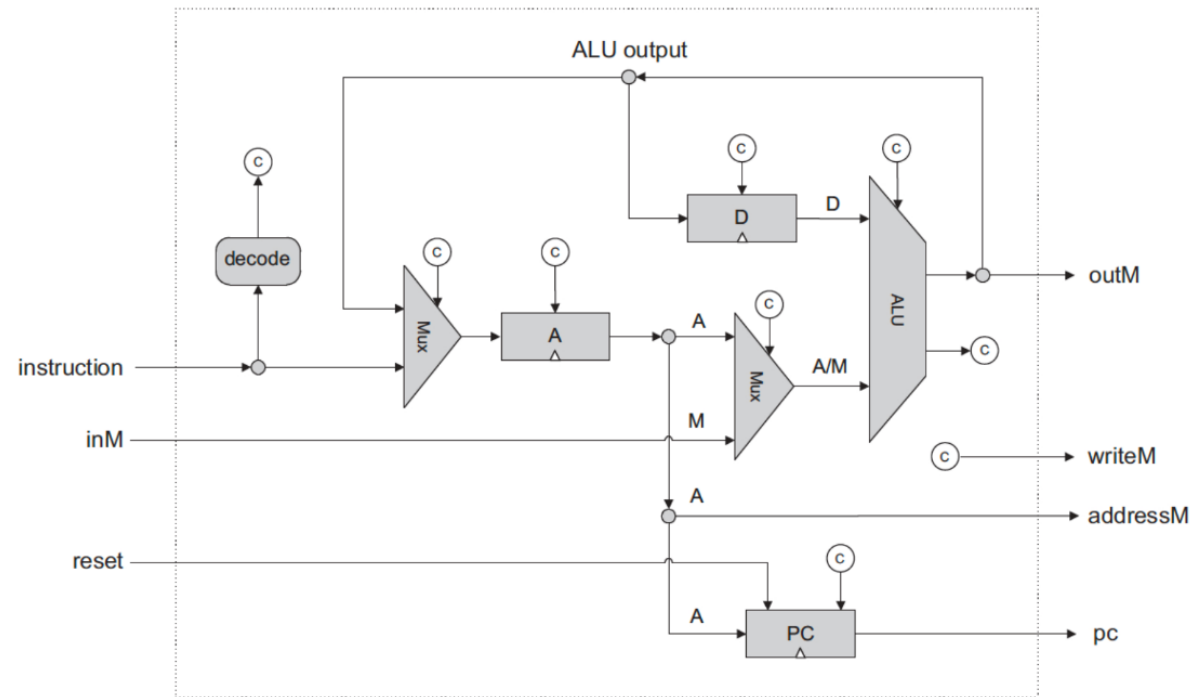 ALU output
c
c
c
D
D
decode
c
c
outM
Mux
A
A
c
ALU
c
instruction
Mux
A/M
inM
M
c
writeM
A
addressM
reset
c
A
PC
pc